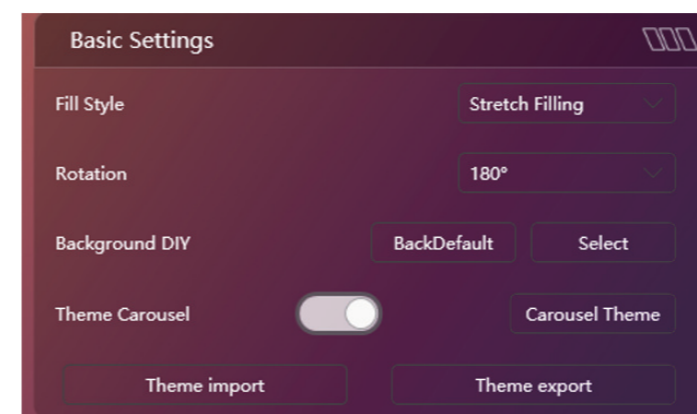 Basic Settings
Fill Style Stretch Filling
Rotation 180°
Background DIY BackDefault Select
Theme Carousel Carousel Theme
Theme import Theme export